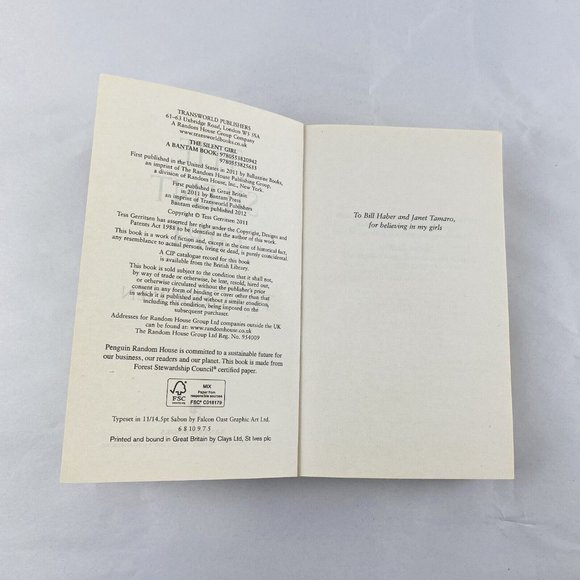 TRANSWORLD PUBLISHERS
61–63 Uxbridge Road, London W5 5SA
A Random House Group Company
www.transworldbooks.co.uk
THE SILENT GIRL
A BANTAM BOOK: 9780553820942
9780553825633
First published in the United States in 2011 by Ballantine Books,
an imprint of The Random House Publishing Group,
a division of Random House, Inc., New York.
First published in Great Britain
in 2011 by Bantam Press
an imprint of Transworld Publishers
Bantam edition published 2012
Copyright © Tess Gerritsen 2011
Tess Gerritsen has asserted her right under the Copyright, Designs and
Patents Act 1988 to be identified as the author of this work.
This book is a work of fiction and, except in the case of historical fact,
any resemblance to actual persons, living or dead, is purely coincidental
A CIP catalogue record for this book
is available from the British Library.
This book is sold subject to the condition that it shall not,
by way of trade or otherwise, be lent, resold, hired out,
or otherwise circulated without the publisher's prior
consent in any form of binding or cover other than that
in which it is published and without a similar condition,
including this condition, being imposed on the
subsequent purchaser.
Addresses for Random House Group Ltd companies outside the UK
can be found at: www.randomhouse.co.uk
The Random House Group Ltd Reg. No. 954009
Penguin Random House is committed to a sustainable future for
our business, our readers and our planet. This book is made from
Forest Stewardship Council® certified paper.
FSC
www.fsc.org
MIX
Paper from
responsible sources
FSC® C018179
Typeset in 11/14.5pt Sabon by Falcon Oast Graphic Art Ltd.
6 8 10 9 7 5
Printed and bound in Great Britain by Clays Ltd, St Ives plc
To Bill Haber and Janet Tamaro,
for believing in my girls